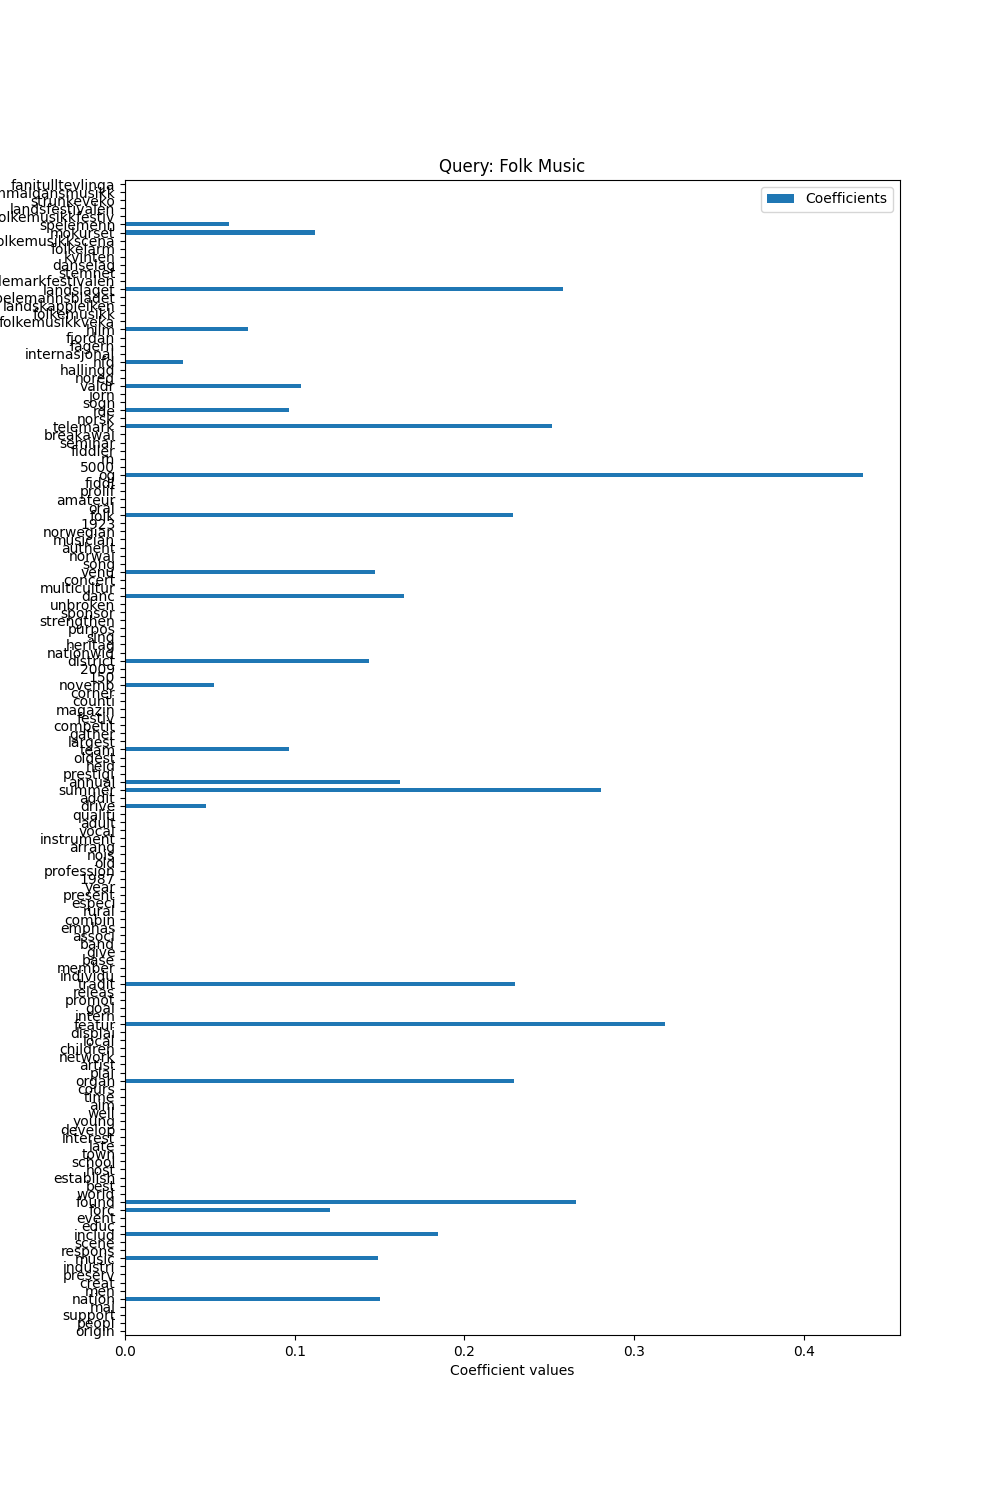 Query: Folk Music
Coefficients
fanitulltevlinga
strunkeveko
landsfestivalen
spelemenn
mokurset
folkelarm
kvinten
danselag
stemnet
landslaget
landskappleiken
folkemusikk
folkemusikkveka
fjordan
fagern
internasjonal
nfd
hallingd
noreg
valdr
jorn
sogn
norsk
telemark
breakawai
seminar
fiddler
m
5000
og
fiddl
prolif
amateur
oral
folk
1923
norwegian
musician
authent
norwai
song
venu
concert
multicultur
danc
unbroken
sponsor
strengthen
purpos
sing
heritag
nationwid
district
2009
150
novemb
corner
counti
magazin
festiv
competit
gather
largest
team
oldest
held
prestigi
annual
summer
addit
drive
qualiti
adult
vocal
instrument
arrang
nois
old
profession
1987
year
present
especi
rural
combin
emphas
associ
band
give
base
member
individu
tradit
releas
promot
goal
intern
featur
displai
local
children
network
artist
plai
organ
cours
time
aim
well
young
develop
interest
late
town
school
host
establish
best
world
found
forc
event
educ
includ
scene
respons
music
industri
preserv
creat
men
nation
mai
support
peopl
origin
0.0 0.1 0.2 0.3 0.4
Coefficient values